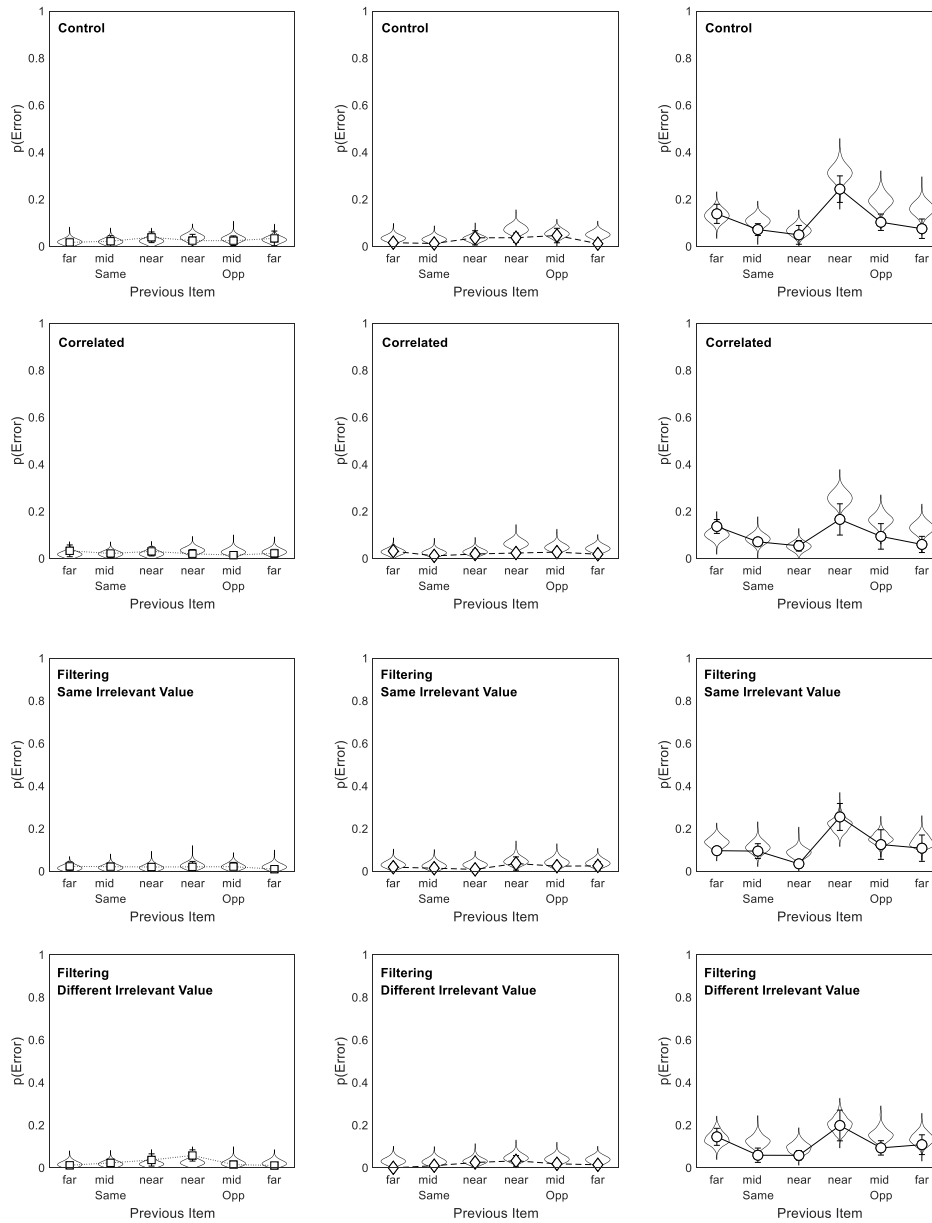 1
Control
0.8
0.6
0.4
0.2
0
p(Error)
far mid near near mid far
Same Opp
Previous Item
1
Control
0.8
0.6
0.4
0.2
0
p(Error)
far mid near near mid far
Same Opp
Previous Item
1
Control
0.8
0.6
0.4
0.2
0
p(Error)
far mid near near mid far
Same Opp
Previous Item
1
Correlated
0.8
0.6
0.4
0.2
0
p(Error)
far mid near near mid far
Same Opp
Previous Item
1
Correlated
0.8
0.6
0.4
0.2
0
p(Error)
far mid near near mid far
Same Opp
Previous Item
1
Correlated
0.8
0.6
0.4
0.2
0
p(Error)
far mid near near mid far
Same Opp
Previous Item
1
Filtering
Same Irrelevant Value
0.8
0.6
0.4
0.2
0
p(Error)
far mid near near mid far
Same Opp
Previous Item
1
Filtering
Same Irrelevant Value
0.8
0.6
0.4
0.2
0
p(Error)
far mid near near mid far
Same Opp
Previous Item
1
Filtering
Same Irrelevant Value
0.8
0.6
0.4
0.2
0
p(Error)
far mid near near mid far
Same Opp
Previous Item
1
Filtering
Different Irrelevant Value
0.8
0.6
0.4
0.2
0
p(Error)
far mid near near mid far
Same Opp
Previous Item
1
Filtering
Different Irrelevant Value
0.8
0.6
0.4
0.2
0
p(Error)
far mid near near mid far
Same Opp
Previous Item
1
Filtering
Different Irrelevant Value
0.8
0.6
0.4
0.2
0
p(Error)
far mid near near mid far
Same Opp
Previous Item